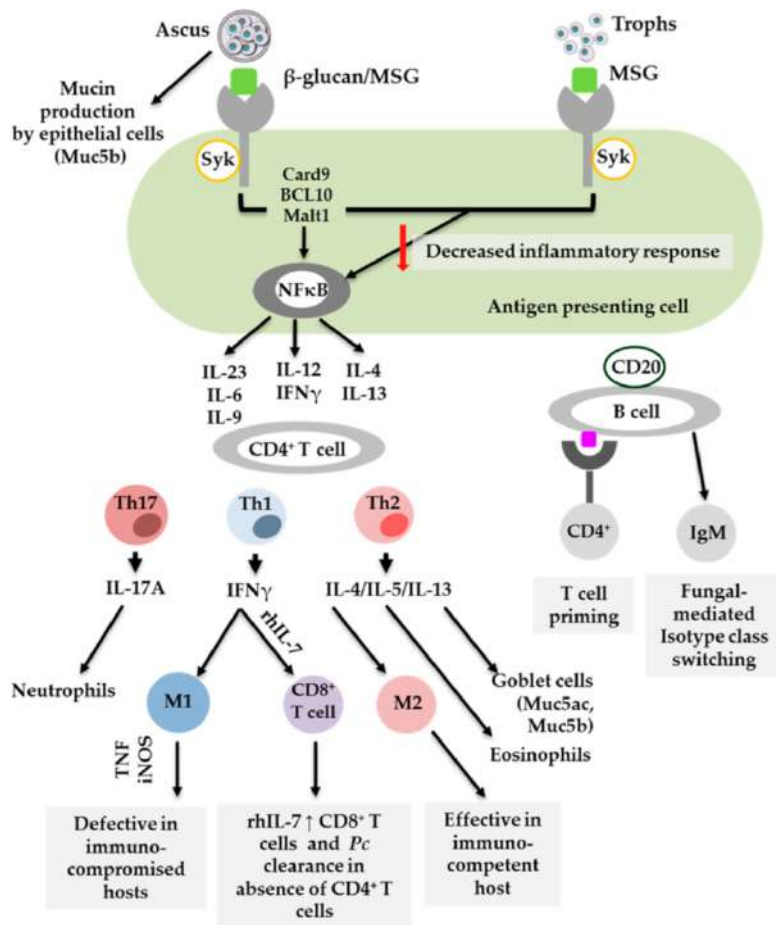 Ascus
Trophs
β-glucan/MSG
MSG
Mucin
production
by epithelial cells
(Muc5b)
Syk
Syk
Card9
BCL10
Malt1
Decreased inflammatory response
NFκB
Antigen presenting cell
IL-23
IL-6
IL-9
IL-12
IFNγ
IL-4
IL-13
CD20
B cell
CD4⁺ T cell
Th17
Th1
Th2
CD4⁺
IgM
IL-17A
IFNγ
IL-4/IL-5/IL-13
T cell
priming
Fungal-
mediated
Isotype class
switching
rhIL-7
Neutrophils
M1
CD8⁺
T cell
M2
Goblet cells
(Muc5ac,
Muc5b)
Eosinophils
TNF
iNOS
Defective in
immuno-
compromised
hosts
rhIL-7 ↑ CD8⁺ T
cells and Pc
clearance in
absence of CD4⁺ T
cells
Effective in
immuno-
competent
host